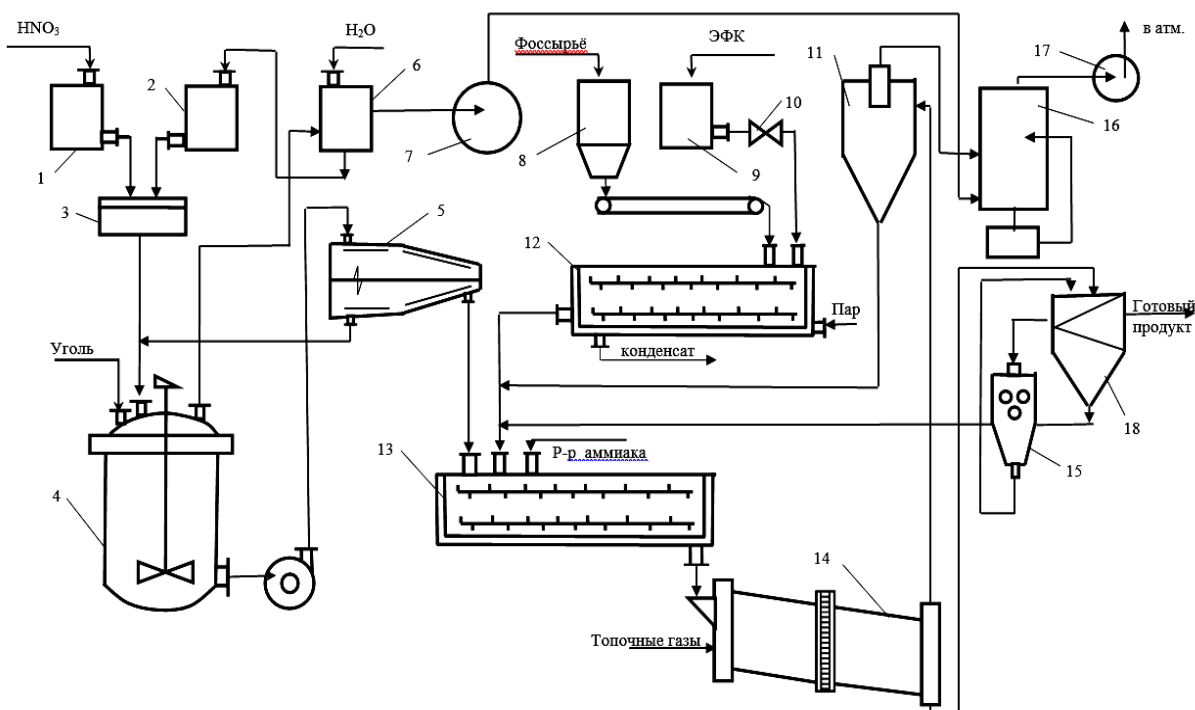 HNO₃
H₂O
Фоссырьё
ЭФК
в атм.
1
2
3
4
5
6
7
8
9
10
11
12
13
14
15
16
17
18
Пар
конденсат
Готовый
продукт
Уголь
Р-р аммиака
Топочные газы